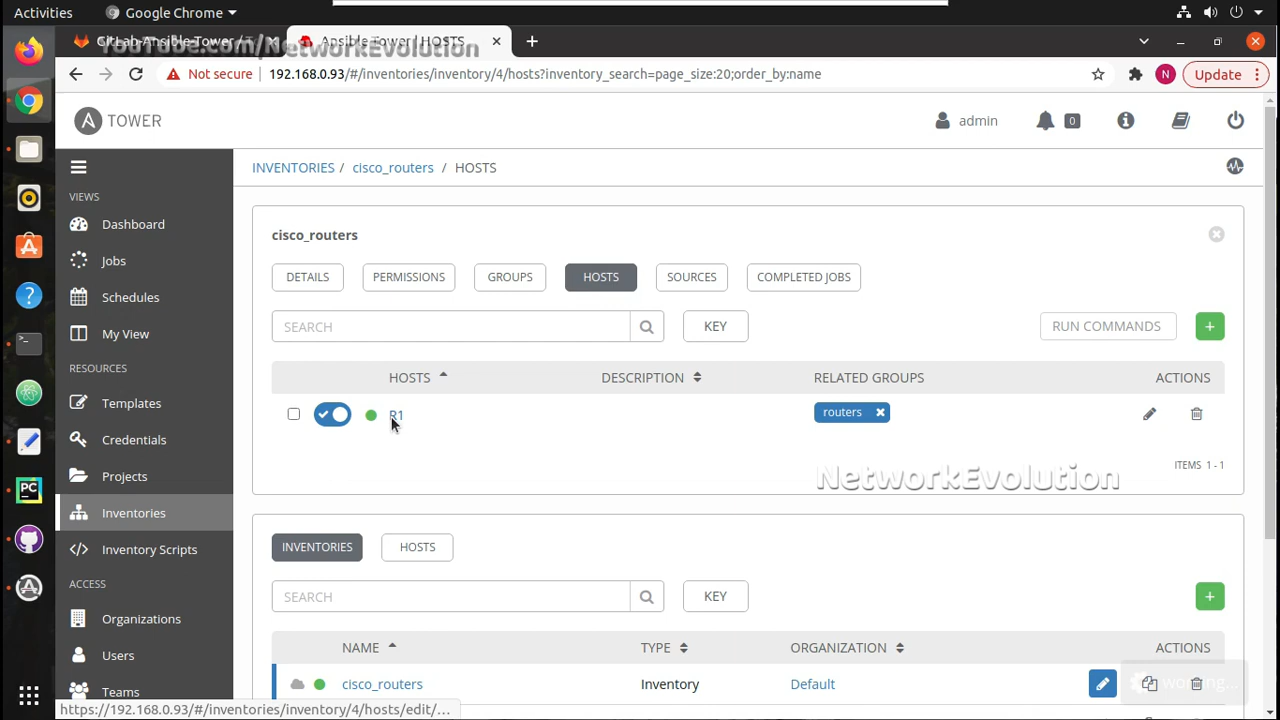 Activities
Google Chrome
GitLab-Ansible-Tower / T
Ansible Tower | HOSTS
YouTube.com/NetworkEvolution
Not secure
192.168.0.93/#/inventories/inventory/4/hosts?inventory_search=page_size:20;order_by:name
N
Update
TOWER
admin
0
VIEWS
Dashboard
Jobs
Schedules
My View
RESOURCES
Templates
Credentials
Projects
Inventories
Inventory Scripts
ACCESS
Organizations
Users
Teams
INVENTORIES / cisco_routers / HOSTS
cisco_routers
DETAILS PERMISSIONS GROUPS HOSTS SOURCES COMPLETED JOBS
SEARCH KEY RUN COMMANDS +
HOSTS DESCRIPTION RELATED GROUPS ACTIONS
R1 routers
ITEMS 1 - 1
NetworkEvolution
INVENTORIES HOSTS
SEARCH KEY +
NAME TYPE ORGANIZATION ACTIONS
cisco_routers Inventory Default
working...
https://192.168.0.93/#/inventories/inventory/4/hosts/edit/...